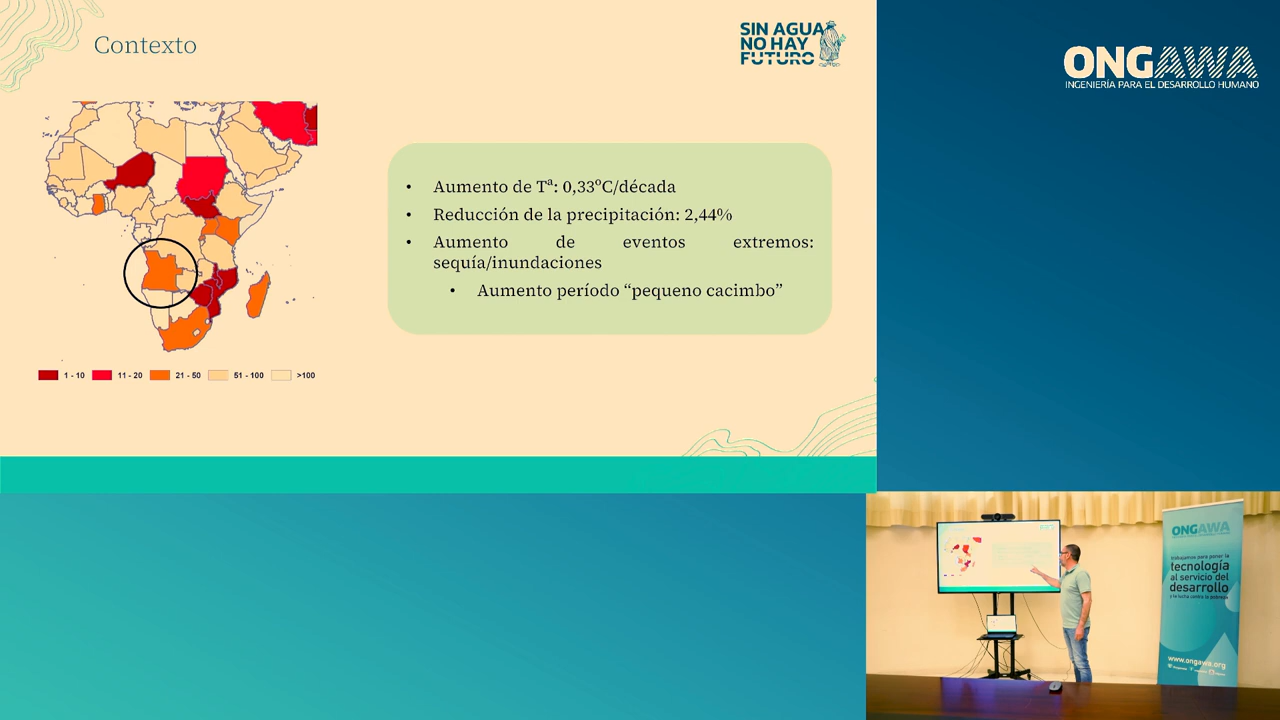 Contexto
SIN AGUA
NO HAY
FUTURO
ONGAWA
INGENIERÍA PARA EL DESARROLLO HUMANO
• Aumento de Tª: 0,33ºC/década
• Reducción de la precipitación: 2,44%
• Aumento de eventos extremos:
sequía/inundaciones
• Aumento período “pequeno cacimbo”
1 - 10 11 - 20 21 - 50 51 - 100 >100
ONGAWA
trabajamos para poner la
tecnología
al servicio del
desarrollo
y la lucha contra la pobreza
www.ongawa.org